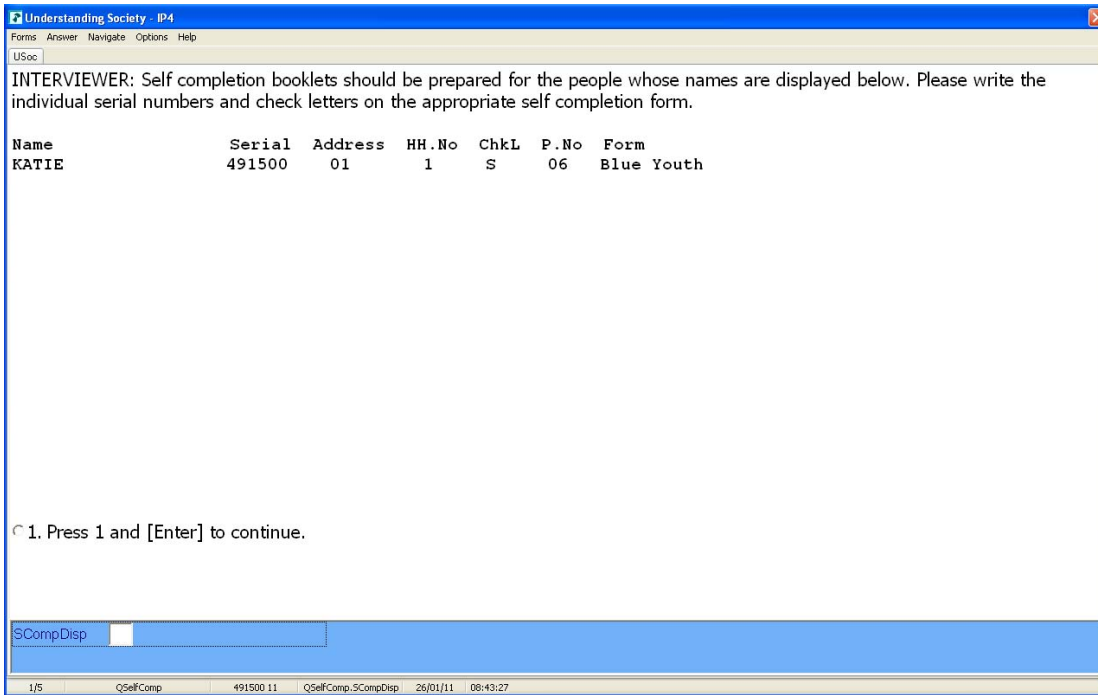 Understanding Society - IP4
Forms Answer Navigate Options Help
USoc
INTERVIEWER: Self completion booklets should be prepared for the people whose names are displayed below. Please write the
individual serial numbers and check letters on the appropriate self completion form.
Name Serial Address HH.No ChkL P.No Form
KATIE 491500 01 1 S 06 Blue Youth
1. Press 1 and [Enter] to continue.
SCompDisp
1/5 QSelfComp 491500 11 QSelfComp.SCompDisp 26/01/11 08:43:27